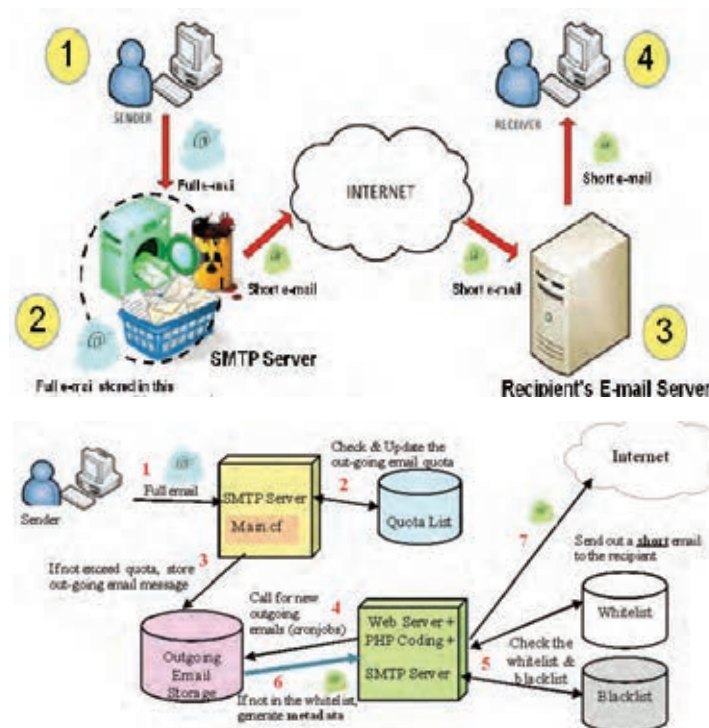 1
4
SENDER
RECEIVER
Full e-mail
Short e-mail
INTERNET
Short e-mail
Short e-mail
2
3
SMTP Server
Full e-mail stored in this
Recipient's E-mail Server
Sender
1
Full email
SMTP Server
Main.cf
Check & Update the
out-going email quota
2
Quota List
Internet
7
Send out a short email
to the recipient
3
If not exceed quota, store
out-going email message
Call for new
outgoing
emails (cronjobs)
4
Web Server +
PHP Coding +
SMTP Server
Whitelist
Outgoing
Email
Storage
5
Check the
whitelist &
blacklist
6
If not in the whitelist,
generate metadata
Blacklist